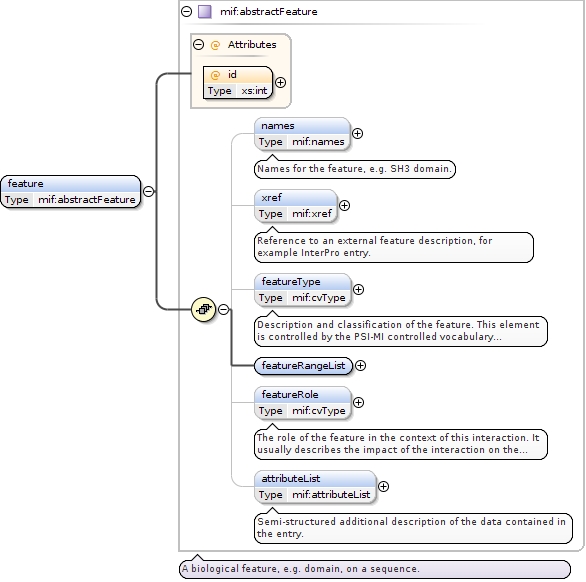 mif:abstractFeature
@ Attributes
@ id
Type xs:int
feature
Type mif:abstractFeature
names
Type mif:names
Names for the feature, e.g. SH3 domain.
xref
Type mif:xref
Reference to an external feature description, for
example InterPro entry.
featureType
Type mif:cvType
Description and classification of the feature. This element
is controlled by the PSI-MI controlled vocabulary...
featureRangeList
featureRole
Type mif:cvType
The role of the feature in the context of this interaction. It
usually describes the impact of the interaction on the...
attributeList
Type mif:attributeList
Semi-structured additional description of the data contained in
the entry.
A biological feature, e.g. domain, on a sequence.